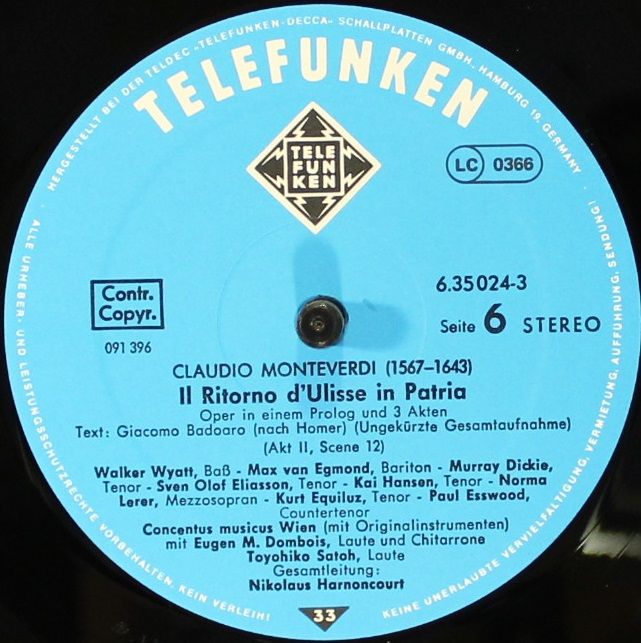 HERGESTELLT BEI DER TELDEC „TELEFUNKEN-DECCA“ SCHALLPLATTEN GMBH, HAMBURG 19, GERMANY
TELEFUNKEN
TELE
FUN
KEN
LC 0366
Contr.
Copyr.
091 396
6.35 024-3
Seite 6 STEREO
CLAUDIO MONTEVERDI (1567–1643)
Il Ritorno d'Ulisse in Patria
Oper in einem Prolog und 3 Akten
Text: Giacomo Badoaro (nach Homer) (Ungekürzte Gesamtaufnahme)
(Akt II, Scene 12)
Walker Wyatt, Baß - Max van Egmond, Bariton - Murray Dickie,
Tenor - Sven Olof Eliasson, Tenor - Kai Hansen, Tenor - Norma
Lerer, Mezzosopran - Kurt Equiluz, Tenor - Paul Esswood,
Countertenor
Concentus musicus Wien (mit Originalinstrumenten)
mit Eugen M. Dombois, Laute und Chitarrone
Toyohiko Satoh, Laute
Gesamtleitung:
Nikolaus Harnoncourt
33
ALLE URHEBER- UND LEISTUNGSSCHUTZRECHTE VORBEHALTEN. KEIN VERLEIH!
KEINE UNERLAUBTE VERVIELFÄLTIGUNG, VERMIETUNG, AUFFÜHRUNG, SENDUNG!